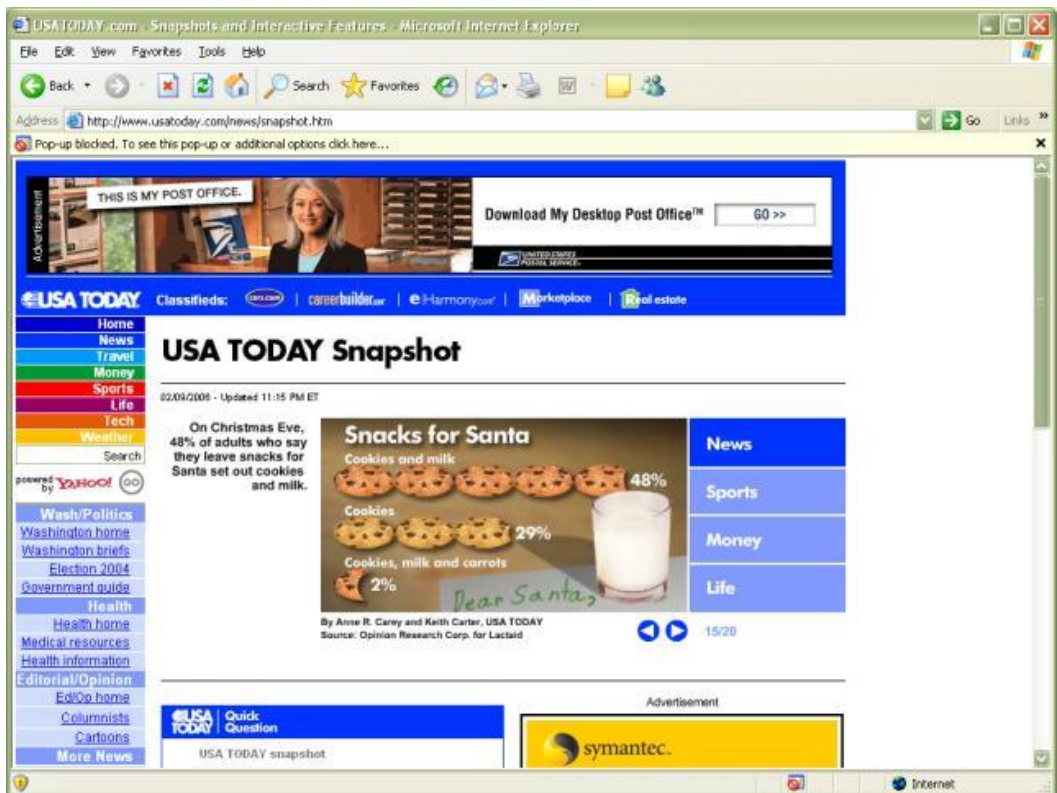 USATODAY.com - Snapshots and Interactive Features - Microsoft Internet Explorer
File Edit View Favorites Tools Help
Back Search Favorites
Address http://www.usatoday.com/news/snapshot.htm Go Links »
Pop-up blocked. To see this pop-up or additional options click here...
Advertisement
THIS IS MY POST OFFICE.
Download My Desktop Post Office™ GO >>
UNITED STATES
POSTAL SERVICE.
USA TODAY Classifieds: cars.com | careerbuilder.com | eHarmony.com | Marketplace | Real estate
Home
News
Travel
Money
Sports
Life
Tech
Weather
Search
powered by YAHOO! GO
Wash/Politics
Washington home
Washington briefs
Election 2004
Government guide
Health
Health home
Medical resources
Health information
Editorial/Opinion
Ed/Op home
Columnists
Cartoons
More News
USA TODAY Snapshot
02/09/2006 - Updated 11:15 PM ET
On Christmas Eve,
48% of adults who say
they leave snacks for
Santa set out cookies
and milk.
Snacks for Santa
Cookies and milk
48%
Cookies
29%
Cookies, milk and carrots
2%
Dear Santa,
By Anne R. Carey and Keith Carter, USA TODAY
Source: Opinion Research Corp. for Lactaid
News
Sports
Money
Life
15/20
USA TODAY Quick Question
USA TODAY snapshot
Advertisement
symantec.
Internet